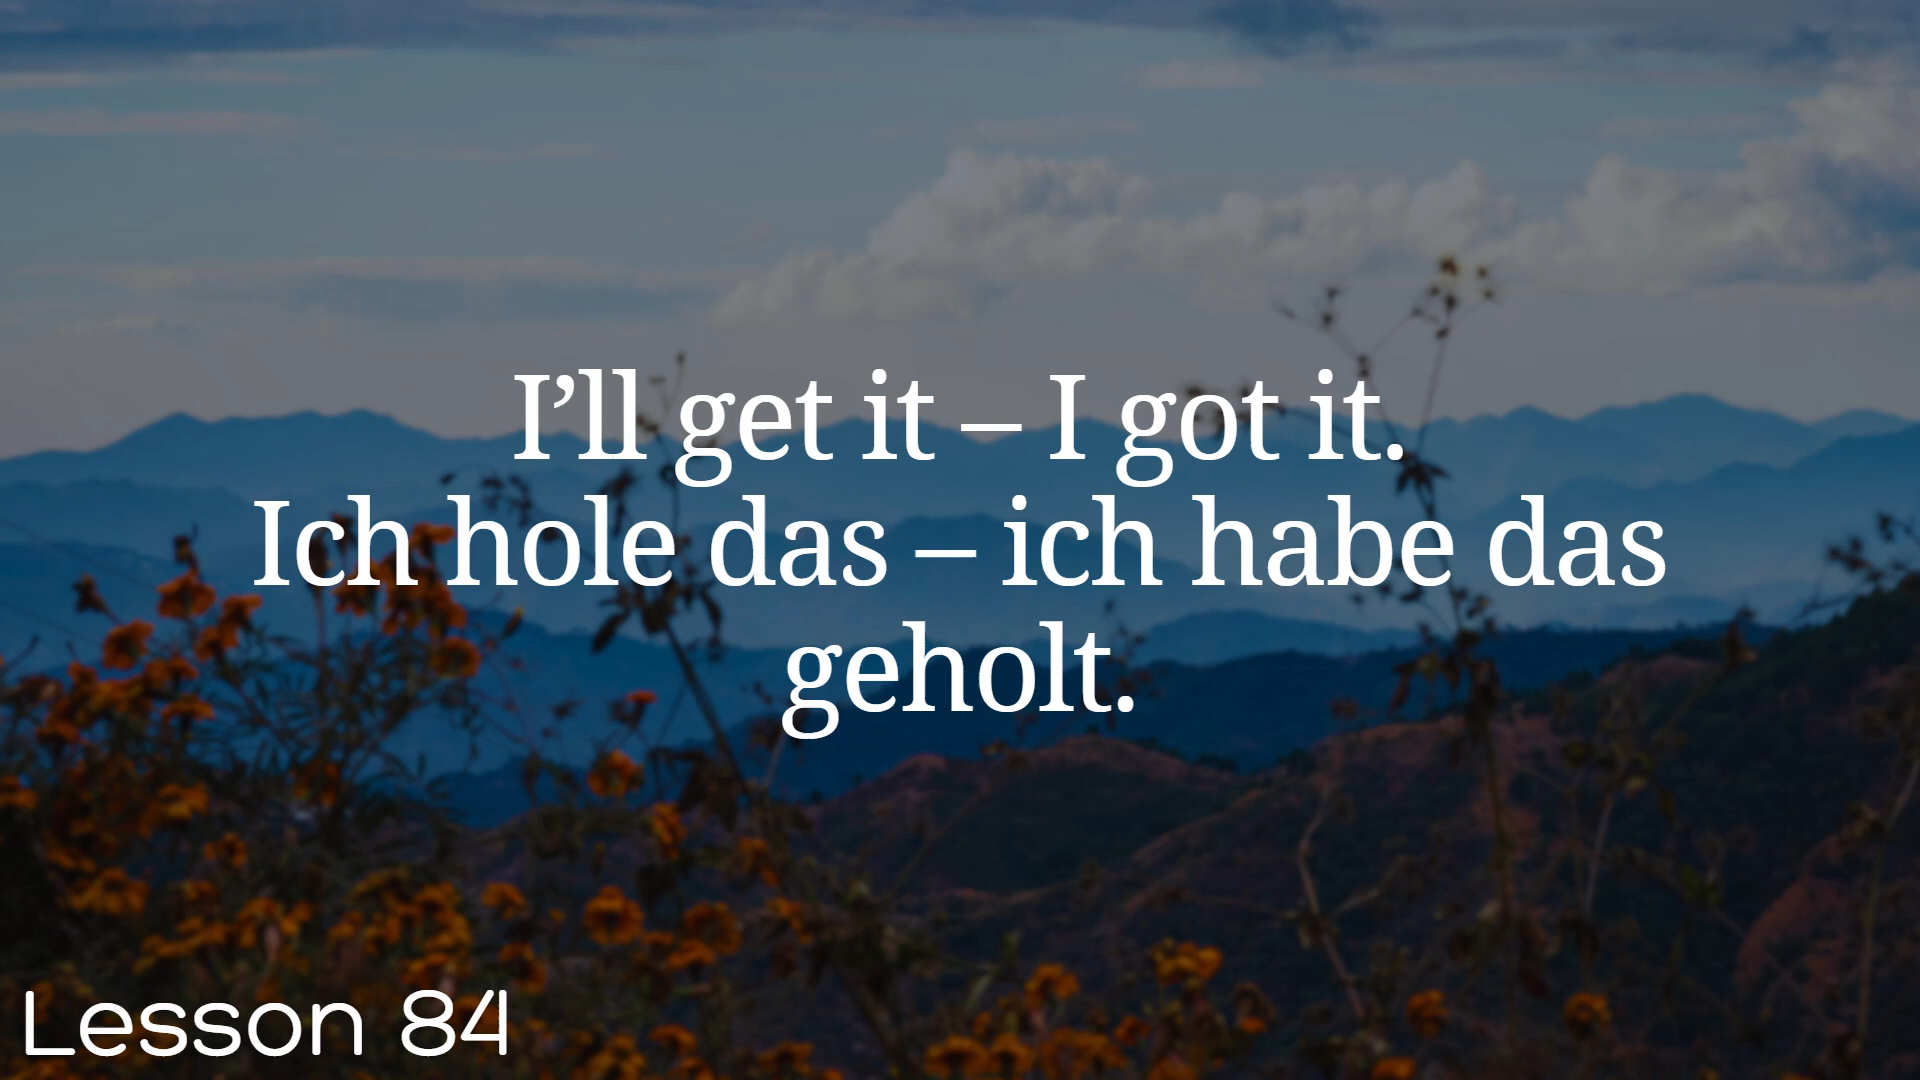 I’ll get it – I got it.
Ich hole das – ich habe das
geholt.
Lesson 84